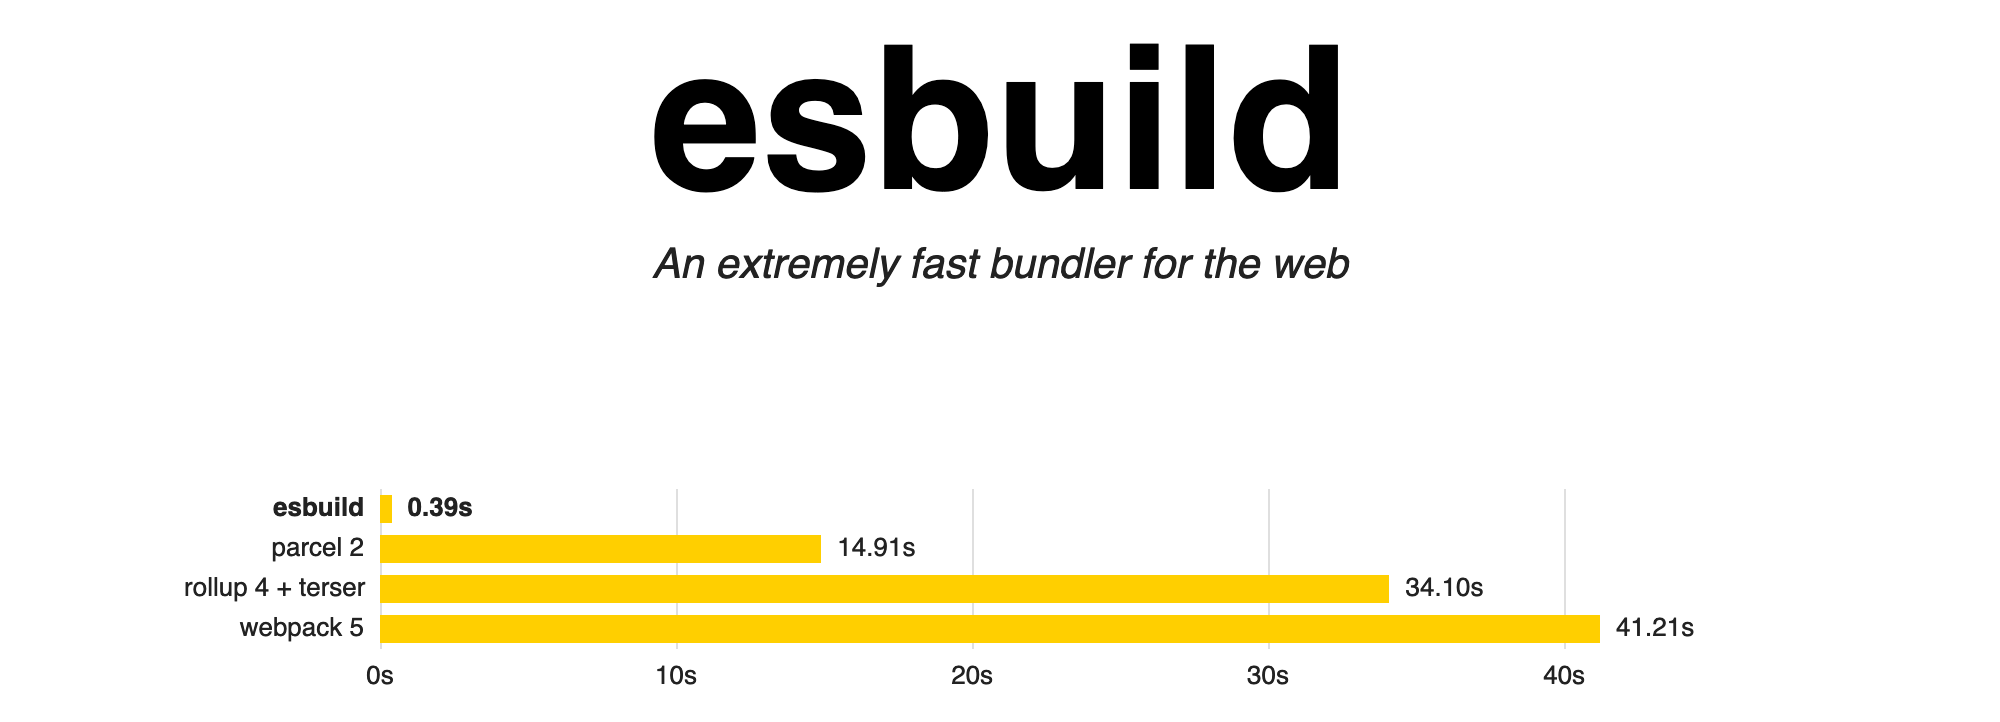 esbuild
An extremely fast bundler for the web
esbuild 0.39s
parcel 2 14.91s
rollup 4 + terser 34.10s
webpack 5 41.21s
0s 10s 20s 30s 40s